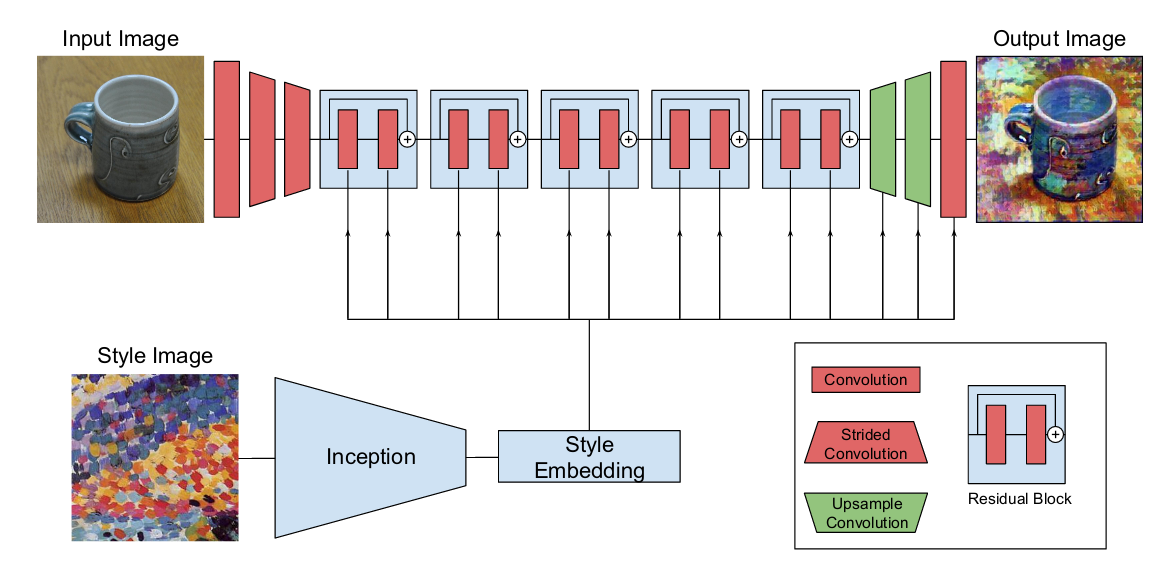 Input Image
Output Image
+
+
+
+
+
Style Image
Inception
Style
Embedding
Convolution
Strided
Convolution
Upsample
Convolution
+
Residual Block